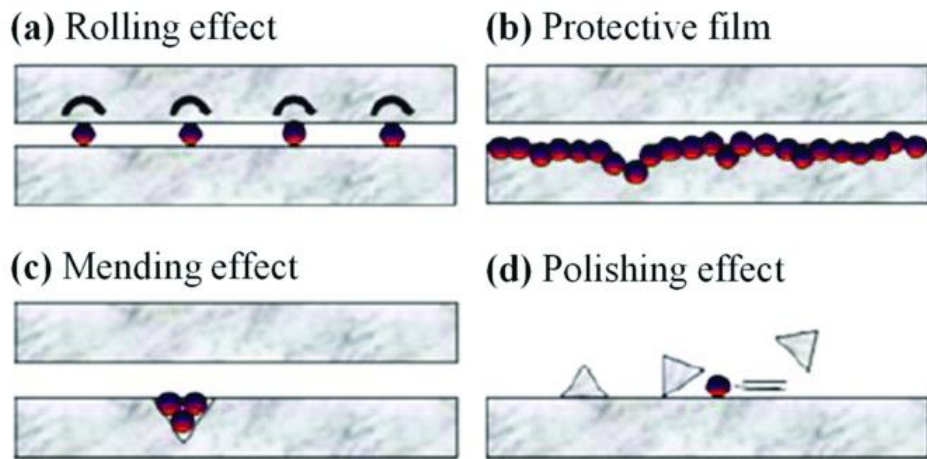 (a) Rolling effect
(b) Protective film
(c) Mending effect
(d) Polishing effect